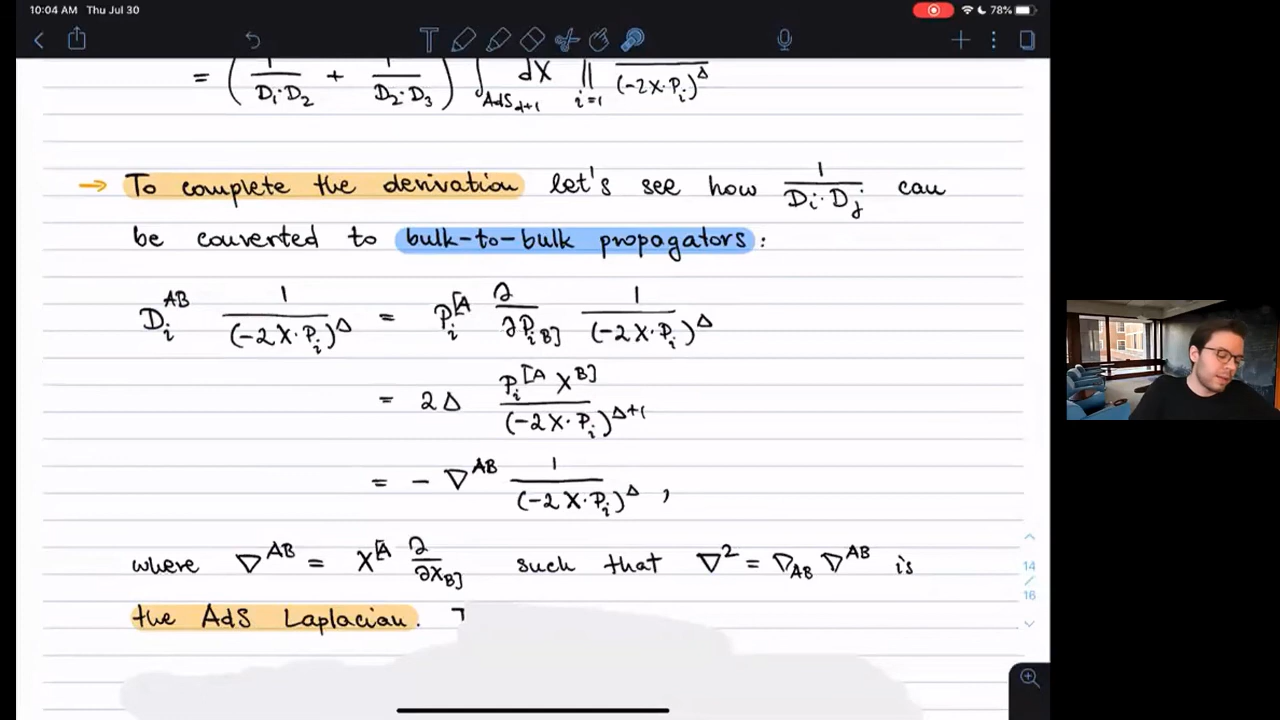 10:04 AM Thu Jul 30
78%
= ( 1/(D₁·D₂) + 1/(D₂·D₃) ) ∫_{AdS_{d+1}} dX ∏_{i=1} 1/(-2X·P_i)^Δ
→ To complete the derivation let's see how 1/(D_i·D_j) can
be converted to bulk-to-bulk propagators:
D_i^{AB} 1/(-2X·P_i)^Δ = P_i^{[A} ∂/∂P_{i B]} 1/(-2X·P_i)^Δ
= 2Δ P_i^{[A} X^{B]}/(-2X·P_i)^{Δ+1}
= - ∇^{AB} 1/(-2X·P_i)^Δ ,
where ∇^{AB} = X^{[A} ∂/∂X_{B]} such that ∇² = ∇_{AB} ∇^{AB} is
the AdS Laplacian.
14
/
16